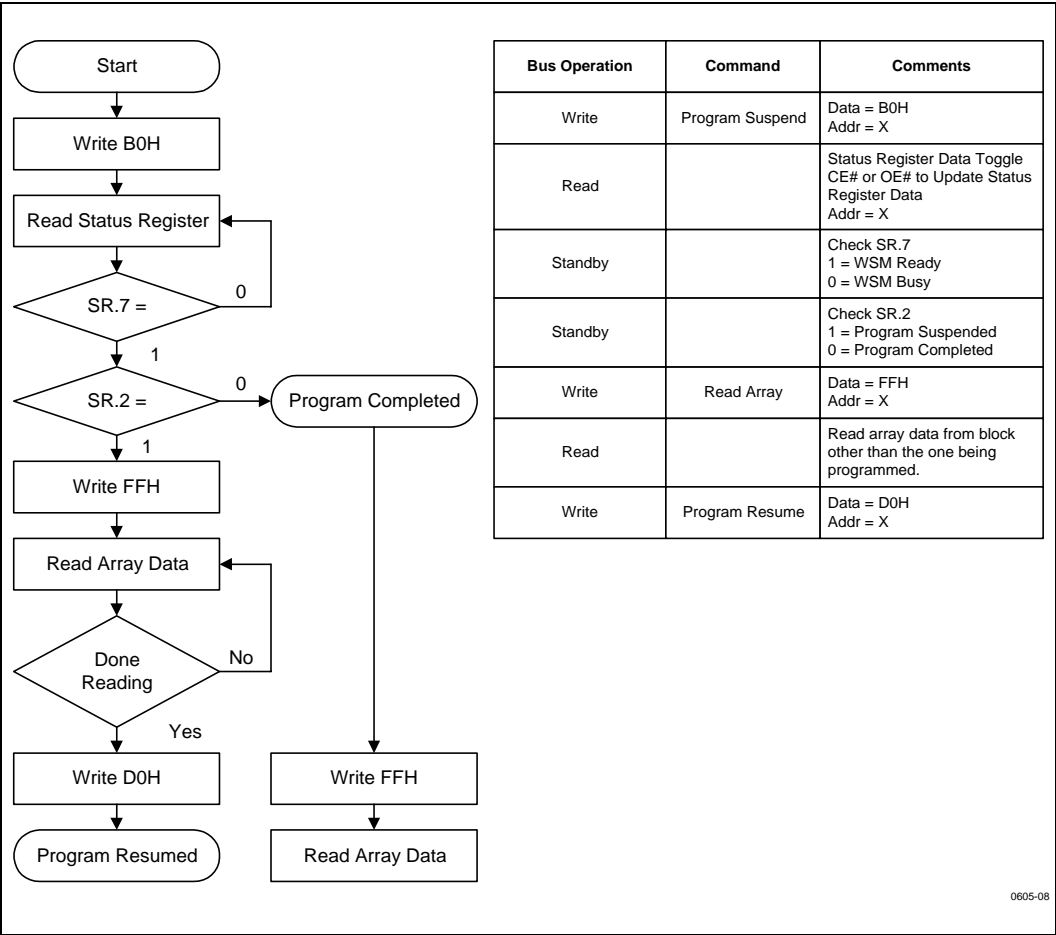 Start
Write B0H
Read Status Register
SR.7 =
0
1
SR.2 =
0
Program Completed
1
Write FFH
Read Array Data
Done
Reading
No
Yes
Write D0H
Write FFH
Program Resumed
Read Array Data
Bus Operation Command Comments
Write Program Suspend Data = B0H
Addr = X
Read Status Register Data Toggle
CE# or OE# to Update Status
Register Data
Addr = X
Standby Check SR.7
1 = WSM Ready
0 = WSM Busy
Standby Check SR.2
1 = Program Suspended
0 = Program Completed
Write Read Array Data = FFH
Addr = X
Read Read array data from block
other than the one being
programmed.
Write Program Resume Data = D0H
Addr = X
0605-08